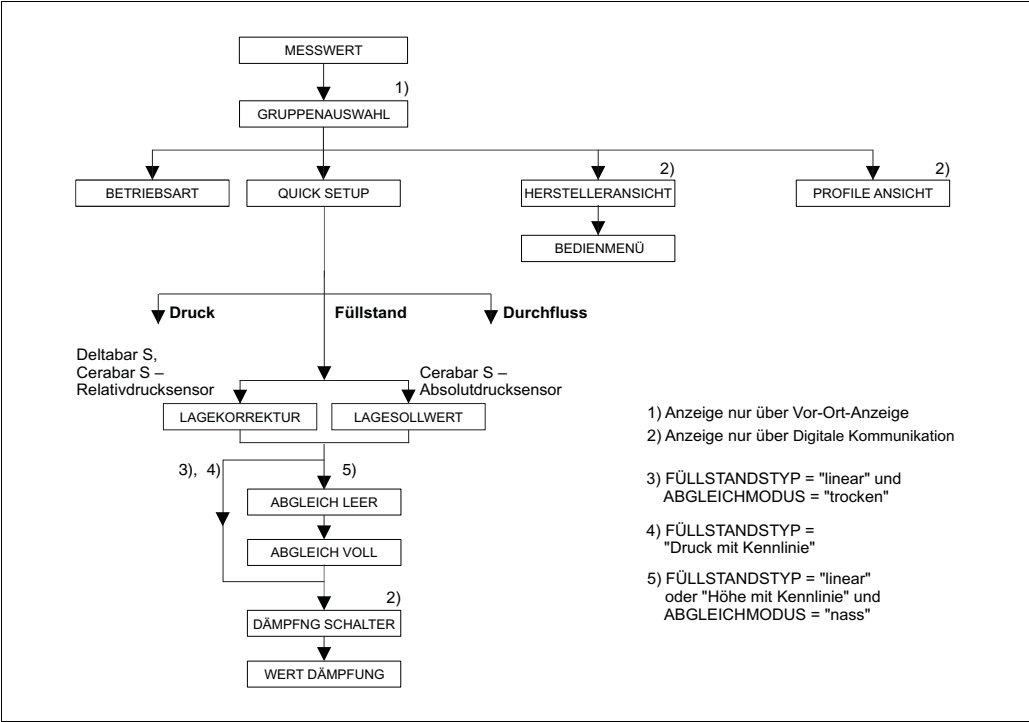 MESSWERT
1)
GRUPPENAUSWAHL
2)
2)
BETRIEBSART
QUICK SETUP
HERSTELLERANSICHT
PROFILE ANSICHT
BEDIENMENÜ
Druck
Füllstand
Durchfluss
Deltabar S,
Cerabar S –
Relativdrucksensor
Cerabar S –
Absolutdrucksensor
LAGEKORREKTUR
LAGESOLLWERT
3), 4)
5)
ABGLEICH LEER
ABGLEICH VOLL
2)
DÄMPFNG SCHALTER
WERT DÄMPFUNG
1) Anzeige nur über Vor-Ort-Anzeige
2) Anzeige nur über Digitale Kommunikation
3) FÜLLSTANDSTYP = "linear" und
ABGLEICHMODUS = "trocken"
4) FÜLLSTANDSTYP =
"Druck mit Kennlinie"
5) FÜLLSTANDSTYP = "linear"
oder "Höhe mit Kennlinie" und
ABGLEICHMODUS = "nass"